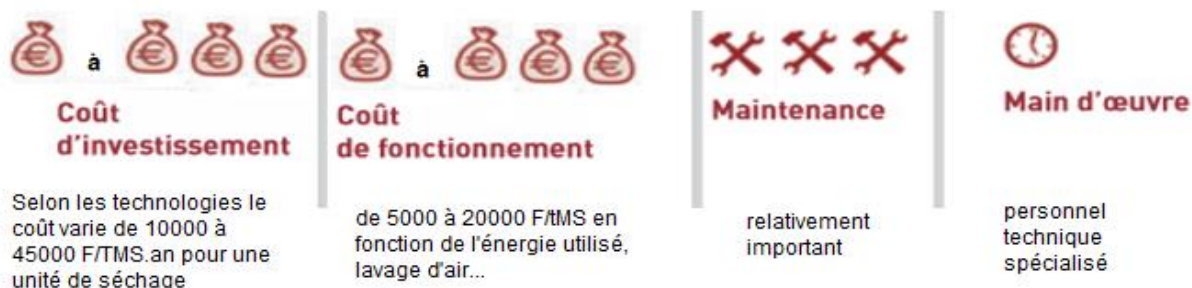 à
Coût
d'investissement
Selon les technologies le
coût varie de 10000 à
45000 F/TMS.an pour une
unité de séchage
à
Coût
de fonctionnement
de 5000 à 20000 F/tMS en
fonction de l'énergie utilisé,
lavage d'air...
Maintenance
relativement
important
Main d'œuvre
personnel
technique
spécialisé